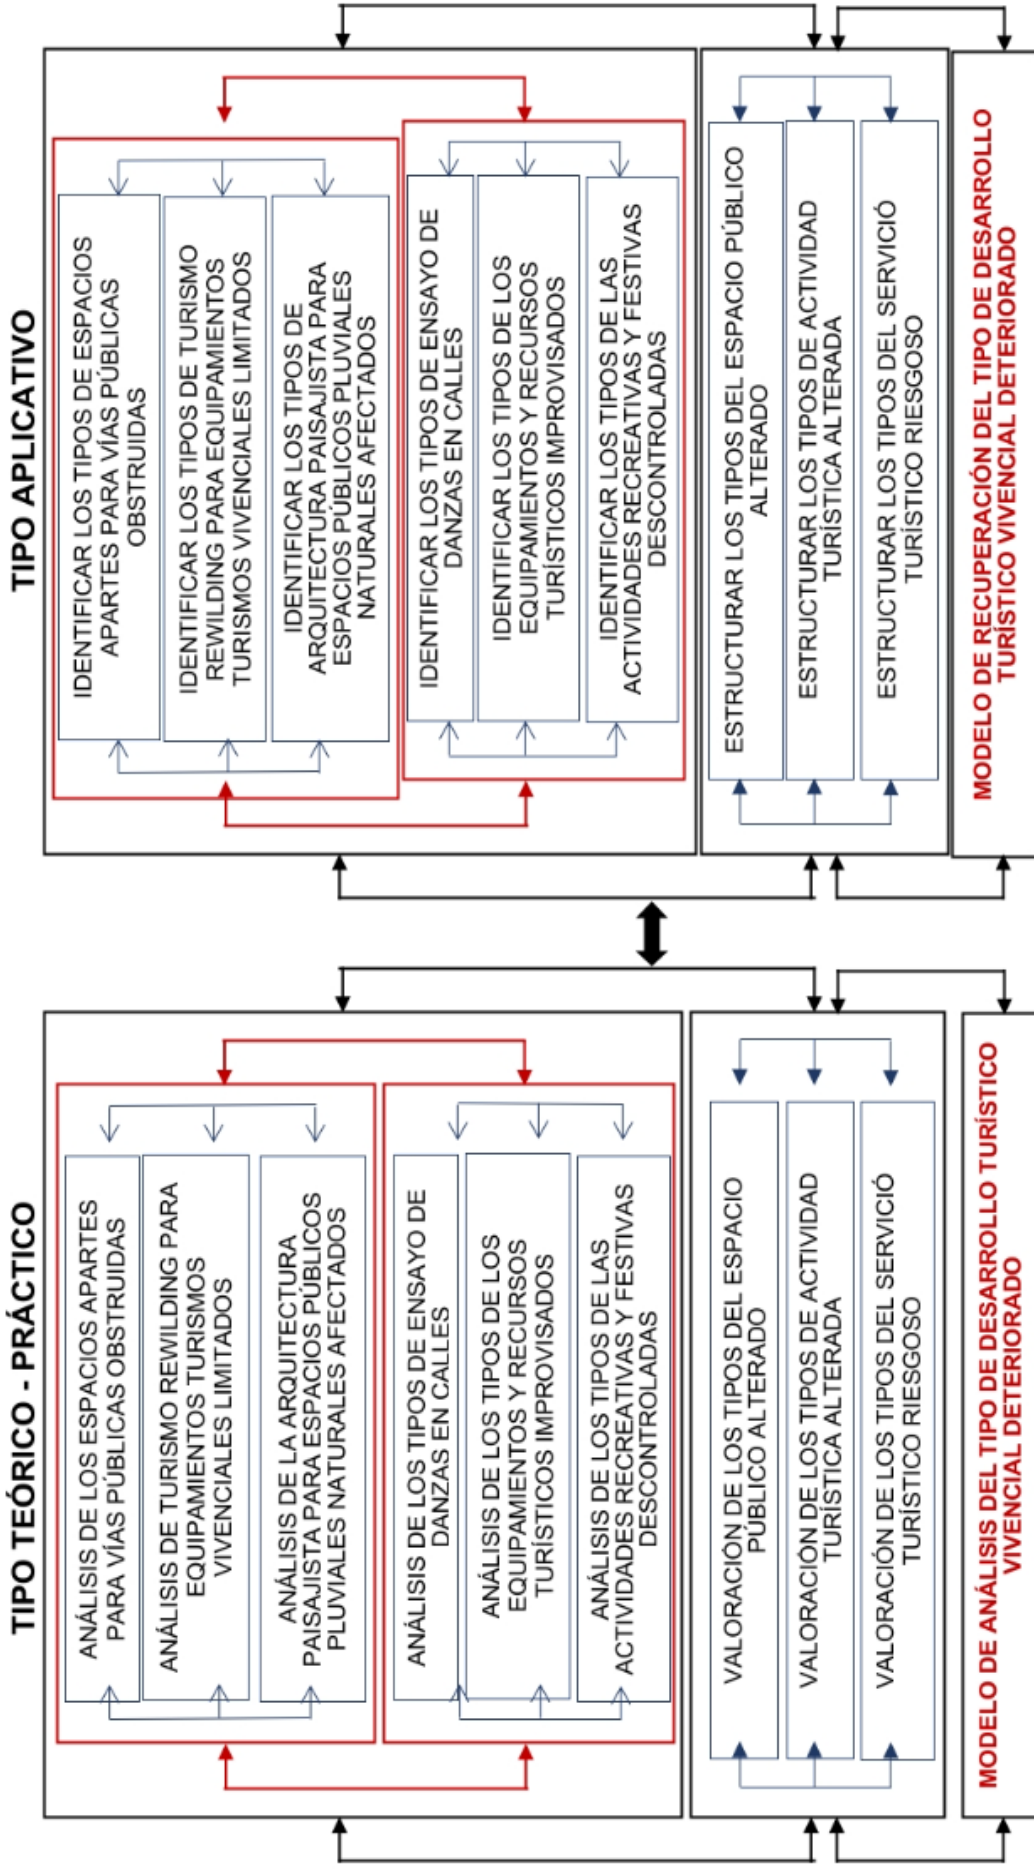 TIPO TEÓRICO - PRÁCTICO
ANÁLISIS DE LOS ESPACIOS APARTES
PARA VÍAS PÚBLICAS OBSTRUIDAS
ANÁLISIS DE TURISMO REWILDING PARA
EQUIPAMIENTOS TURISMOS
VIVENCIALES LIMITADOS
ANÁLISIS DE LA ARQUITECTURA
PAISAJISTA PARA ESPACIOS PÚBLICOS
PLUVIALES NATURALES AFECTADOS
ANÁLISIS DE LOS TIPOS DE ENSAYO DE
DANZAS EN CALLES
ANÁLISIS DE LOS TIPOS DE LOS
EQUIPAMIENTOS Y RECURSOS
TURÍSTICOS IMPROVISADOS
ANÁLISIS DE LOS TIPOS DE LAS
ACTIVIDADES RECREATIVAS Y FESTIVAS
DESCONTROLADAS
VALORACIÓN DE LOS TIPOS DEL ESPACIO
PÚBLICO ALTERADO
VALORACIÓN DE LOS TIPOS DE ACTIVIDAD
TURÍSTICA ALTERADA
VALORACIÓN DE LOS TIPOS DEL SERVICIÓ
TURÍSTICO RIESGOSO
MODELO DE ANÁLISIS DEL TIPO DE DESARROLLO TURÍSTICO
VIVENCIAL DETERIORADO
TIPO APLICATIVO
IDENTIFICAR LOS TIPOS DE ESPACIOS
APARTES PARA VÍAS PÚBLICAS
OBSTRUIDAS
IDENTIFICAR LOS TIPOS DE TURISMO
REWILDING PARA EQUIPAMIENTOS
TURISMOS VIVENCIALES LIMITADOS
IDENTIFICAR LOS TIPOS DE
ARQUITECTURA PAISAJISTA PARA
ESPACIOS PÚBLICOS PLUVIALES
NATURALES AFECTADOS
IDENTIFICAR LOS TIPOS DE ENSAYO DE
DANZAS EN CALLES
IDENTIFICAR LOS TIPOS DE LOS
EQUIPAMIENTOS Y RECURSOS
TURÍSTICOS IMPROVISADOS
IDENTIFICAR LOS TIPOS DE LAS
ACTIVIDADES RECREATIVAS Y FESTIVAS
DESCONTROLADAS
ESTRUCTURAR LOS TIPOS DEL ESPACIO PÚBLICO
ALTERADO
ESTRUCTURAR LOS TIPOS DE ACTIVIDAD
TURÍSTICA ALTERADA
ESTRUCTURAR LOS TIPOS DEL SERVICIÓ
TURÍSTICO RIESGOSO
MODELO DE RECUPERACIÓN DEL TIPO DE DESARROLLO
TURÍSTICO VIVENCIAL DETERIORADO